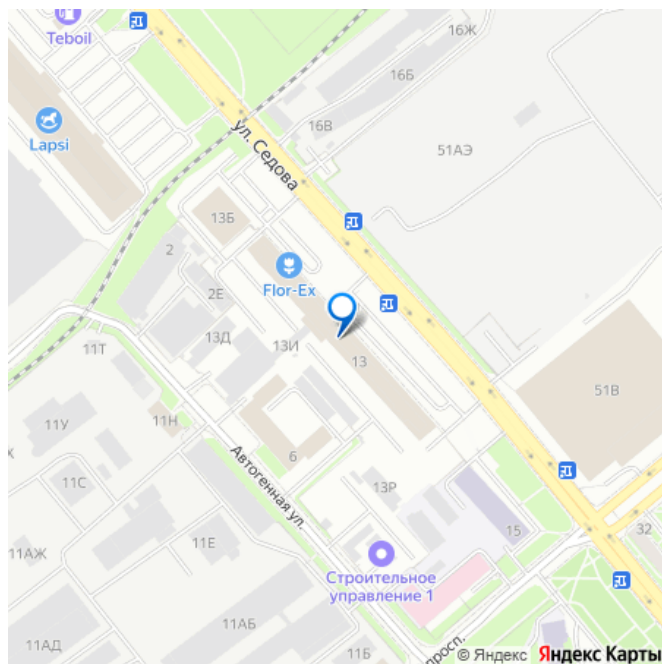 Teboil
16Ж
16Б
16В
Lapsi
ул. Седова
51АЭ
13Б
2
Flor-Ex
2Е
13Д
13И
13
11Т
51В
11У
11Н
6
Автогенная ул.
11С
13Р
15
11АЖ
11Е
32
Строительное
управление 1
11АБ
11АД
11Б
просп.
© Яндекс Яндекс Карты